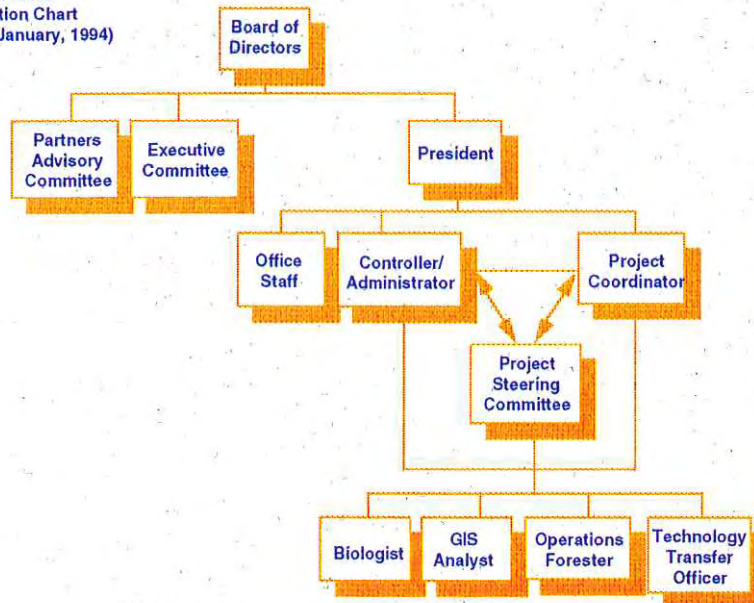 tion Chart
January, 1994)
Board of
Directors
Partners
Advisory
Committee
Executive
Committee
President
Office
Staff
Controller/
Administrator
Project
Coordinator
Project
Steering
Committee
Biologist
GIS
Analyst
Operations
Forester
Technology
Transfer
Officer